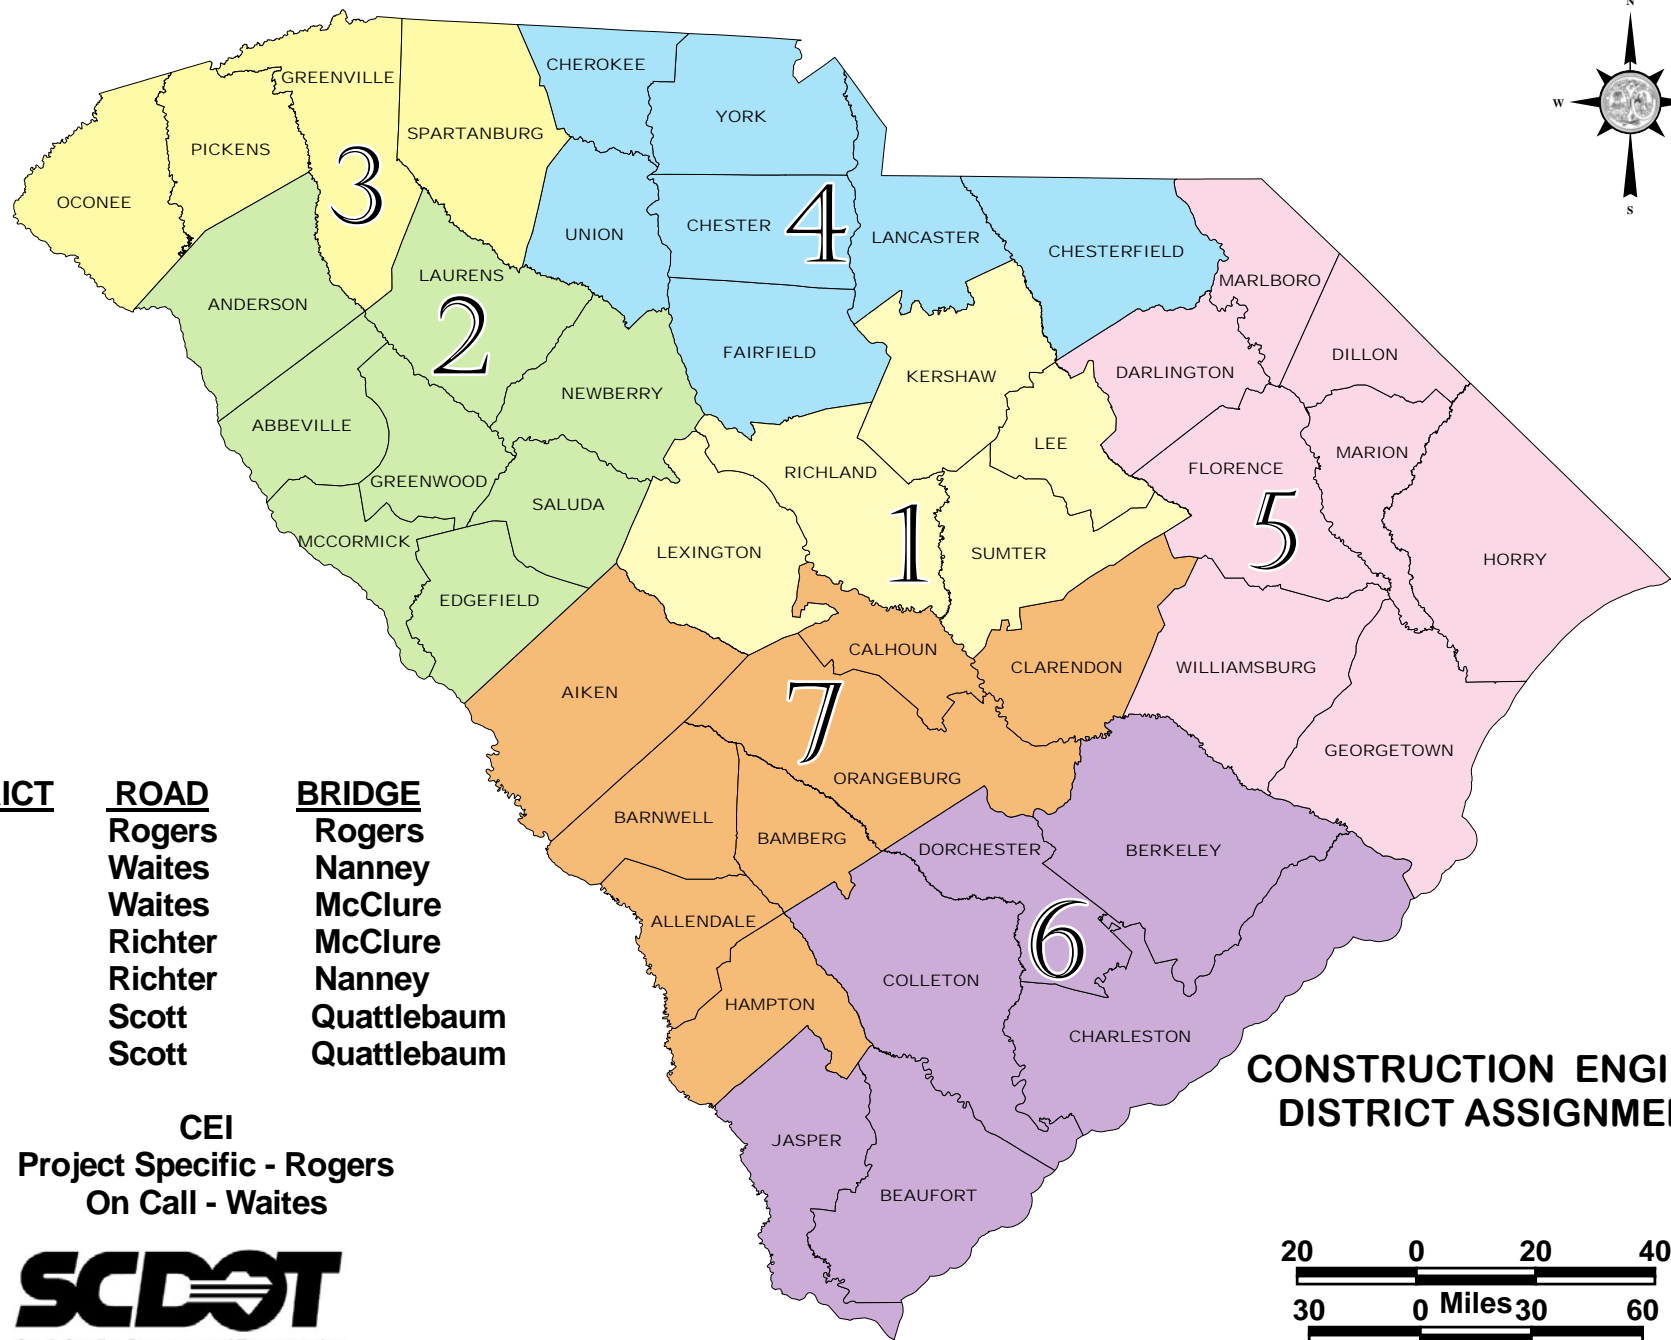 N
W
S
CHEROKEE
GREENVILLE
YORK
SPARTANBURG
PICKENS
OCONEE
3
4
CHESTER
UNION
LANCASTER
CHESTERFIELD
LAURENS
MARLBORO
ANDERSON
2
FAIRFIELD
DILLON
KERSHAW
DARLINGTON
NEWBERRY
ABBEVILLE
LEE
MARION
RICHLAND
FLORENCE
GREENWOOD
SALUDA
5
1
MCCORMICK
LEXINGTON
SUMTER
HORRY
EDGEFIELD
CALHOUN
CLARENDON
WILLIAMSBURG
AIKEN
7
GEORGETOWN
ORANGEBURG
BARNWELL
BAMBERG
DORCHESTER
BERKELEY
ALLENDALE
6
COLLETON
HAMPTON
CHARLESTON
JASPER
BEAUFORT
ICT ROAD BRIDGE
Rogers Rogers
Waites Nanney
Waites McClure
Richter McClure
Richter Nanney
Scott Quattlebaum
Scott Quattlebaum
CEI
Project Specific - Rogers
On Call - Waites
SCDOT
CONSTRUCTION ENGI
DISTRICT ASSIGNME
20 0 20 40
Miles
30 0 30 60